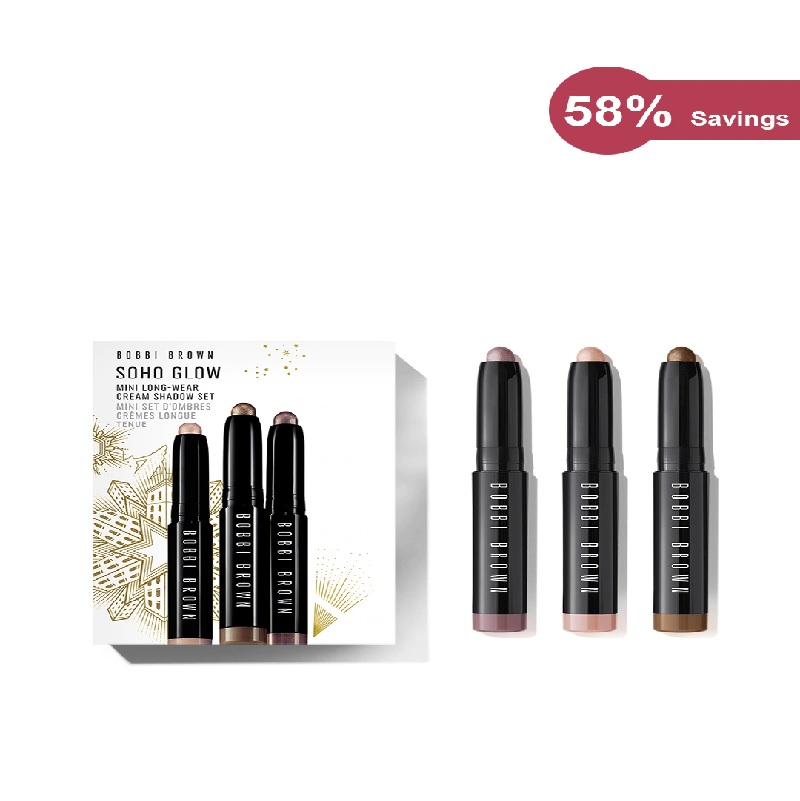 58% Savings
BOBBI BROWN
SOHO GLOW
MINI LONG-WEAR
CREAM SHADOW SET
MINI SET D'OMBRES
CRÈMES LONGUE
TENUE
BOBBI BROWN
BOBBI BROWN
BOBBI BROWN
BOBBI BROWN
BOBBI BROWN
BOBBI BROWN